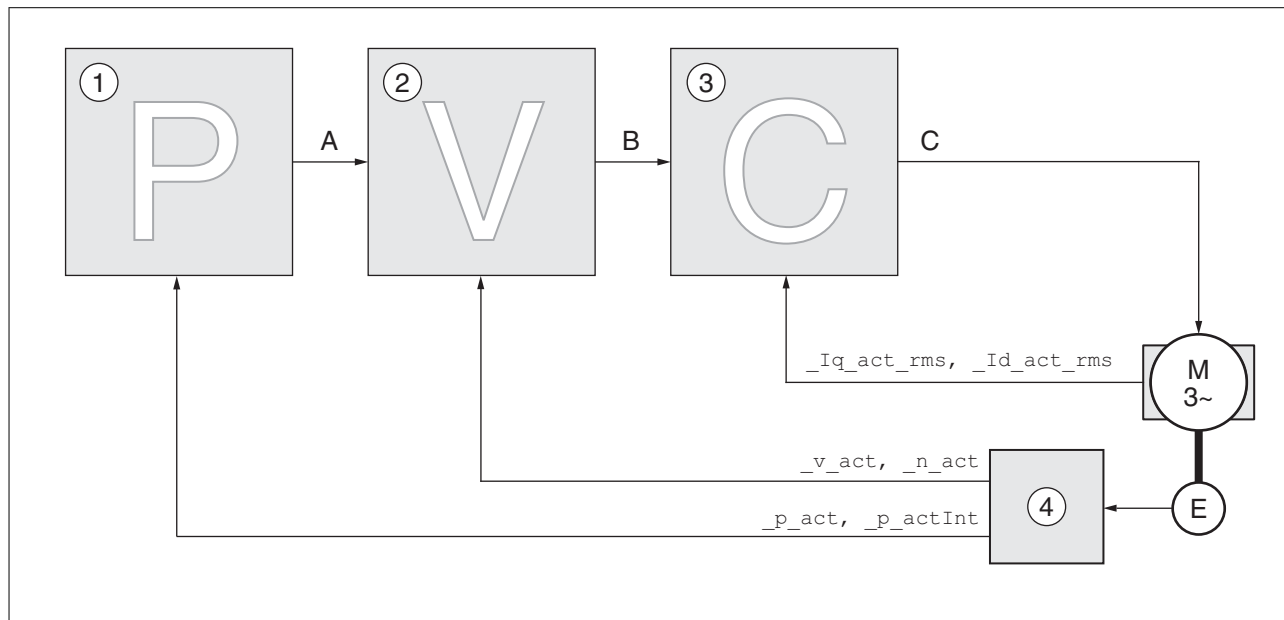 1
P
A
2
V
B
3
C
C
_Iq_act_rms, _Id_act_rms
M
3~
_v_act, _n_act
4
E
_p_act, _p_actInt